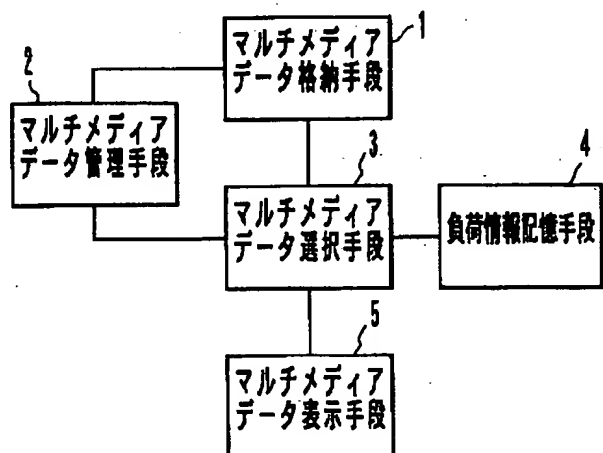 1
マルチメディア
データ格納手段
2
マルチメディア
データ管理手段
3
マルチメディア
データ選択手段
4
負荷情報記憶手段
5
マルチメディア
データ表示手段